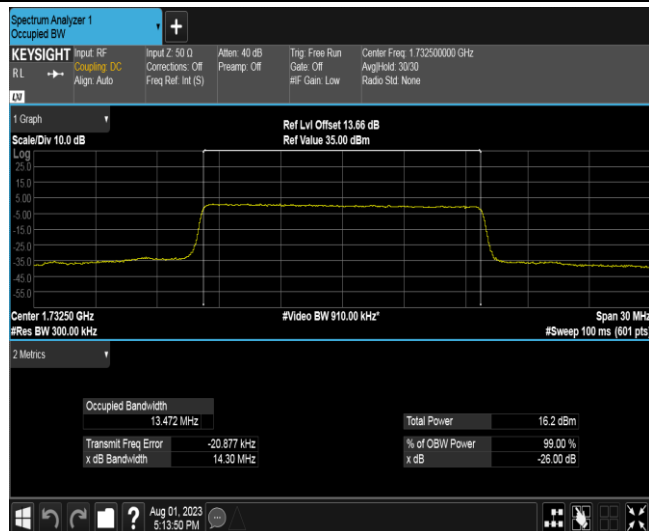 Spectrum Analyzer 1
Occupied BW
+
KEYSIGHT
RL
LXI
Input: RF
Coupling: DC
Align: Auto
Input Z: 50 Ω
Corrections: Off
Freq Ref: Int (S)
Atten: 40 dB
Preamp: Off
Trig: Free Run
Gate: Off
#IF Gain: Low
Center Freq: 1.732500000 GHz
Avg|Hold: 30/30
Radio Std: None
1 Graph
Scale/Div 10.0 dB
Ref Lvl Offset 13.66 dB
Ref Value 35.00 dBm
Log
25.0
15.0
5.00
-5.00
-15.0
-25.0
-35.0
-45.0
-55.0
Center 1.73250 GHz
#Video BW 910.00 kHz*
Span 30 MHz
#Res BW 300.00 kHz
#Sweep 100 ms (601 pts)
2 Metrics
Occupied Bandwidth
13.472 MHz
Total Power 16.2 dBm
Transmit Freq Error -20.877 kHz
% of OBW Power 99.00 %
x dB Bandwidth 14.30 MHz
x dB -26.00 dB
?
Aug 01, 2023
5:13:50 PM